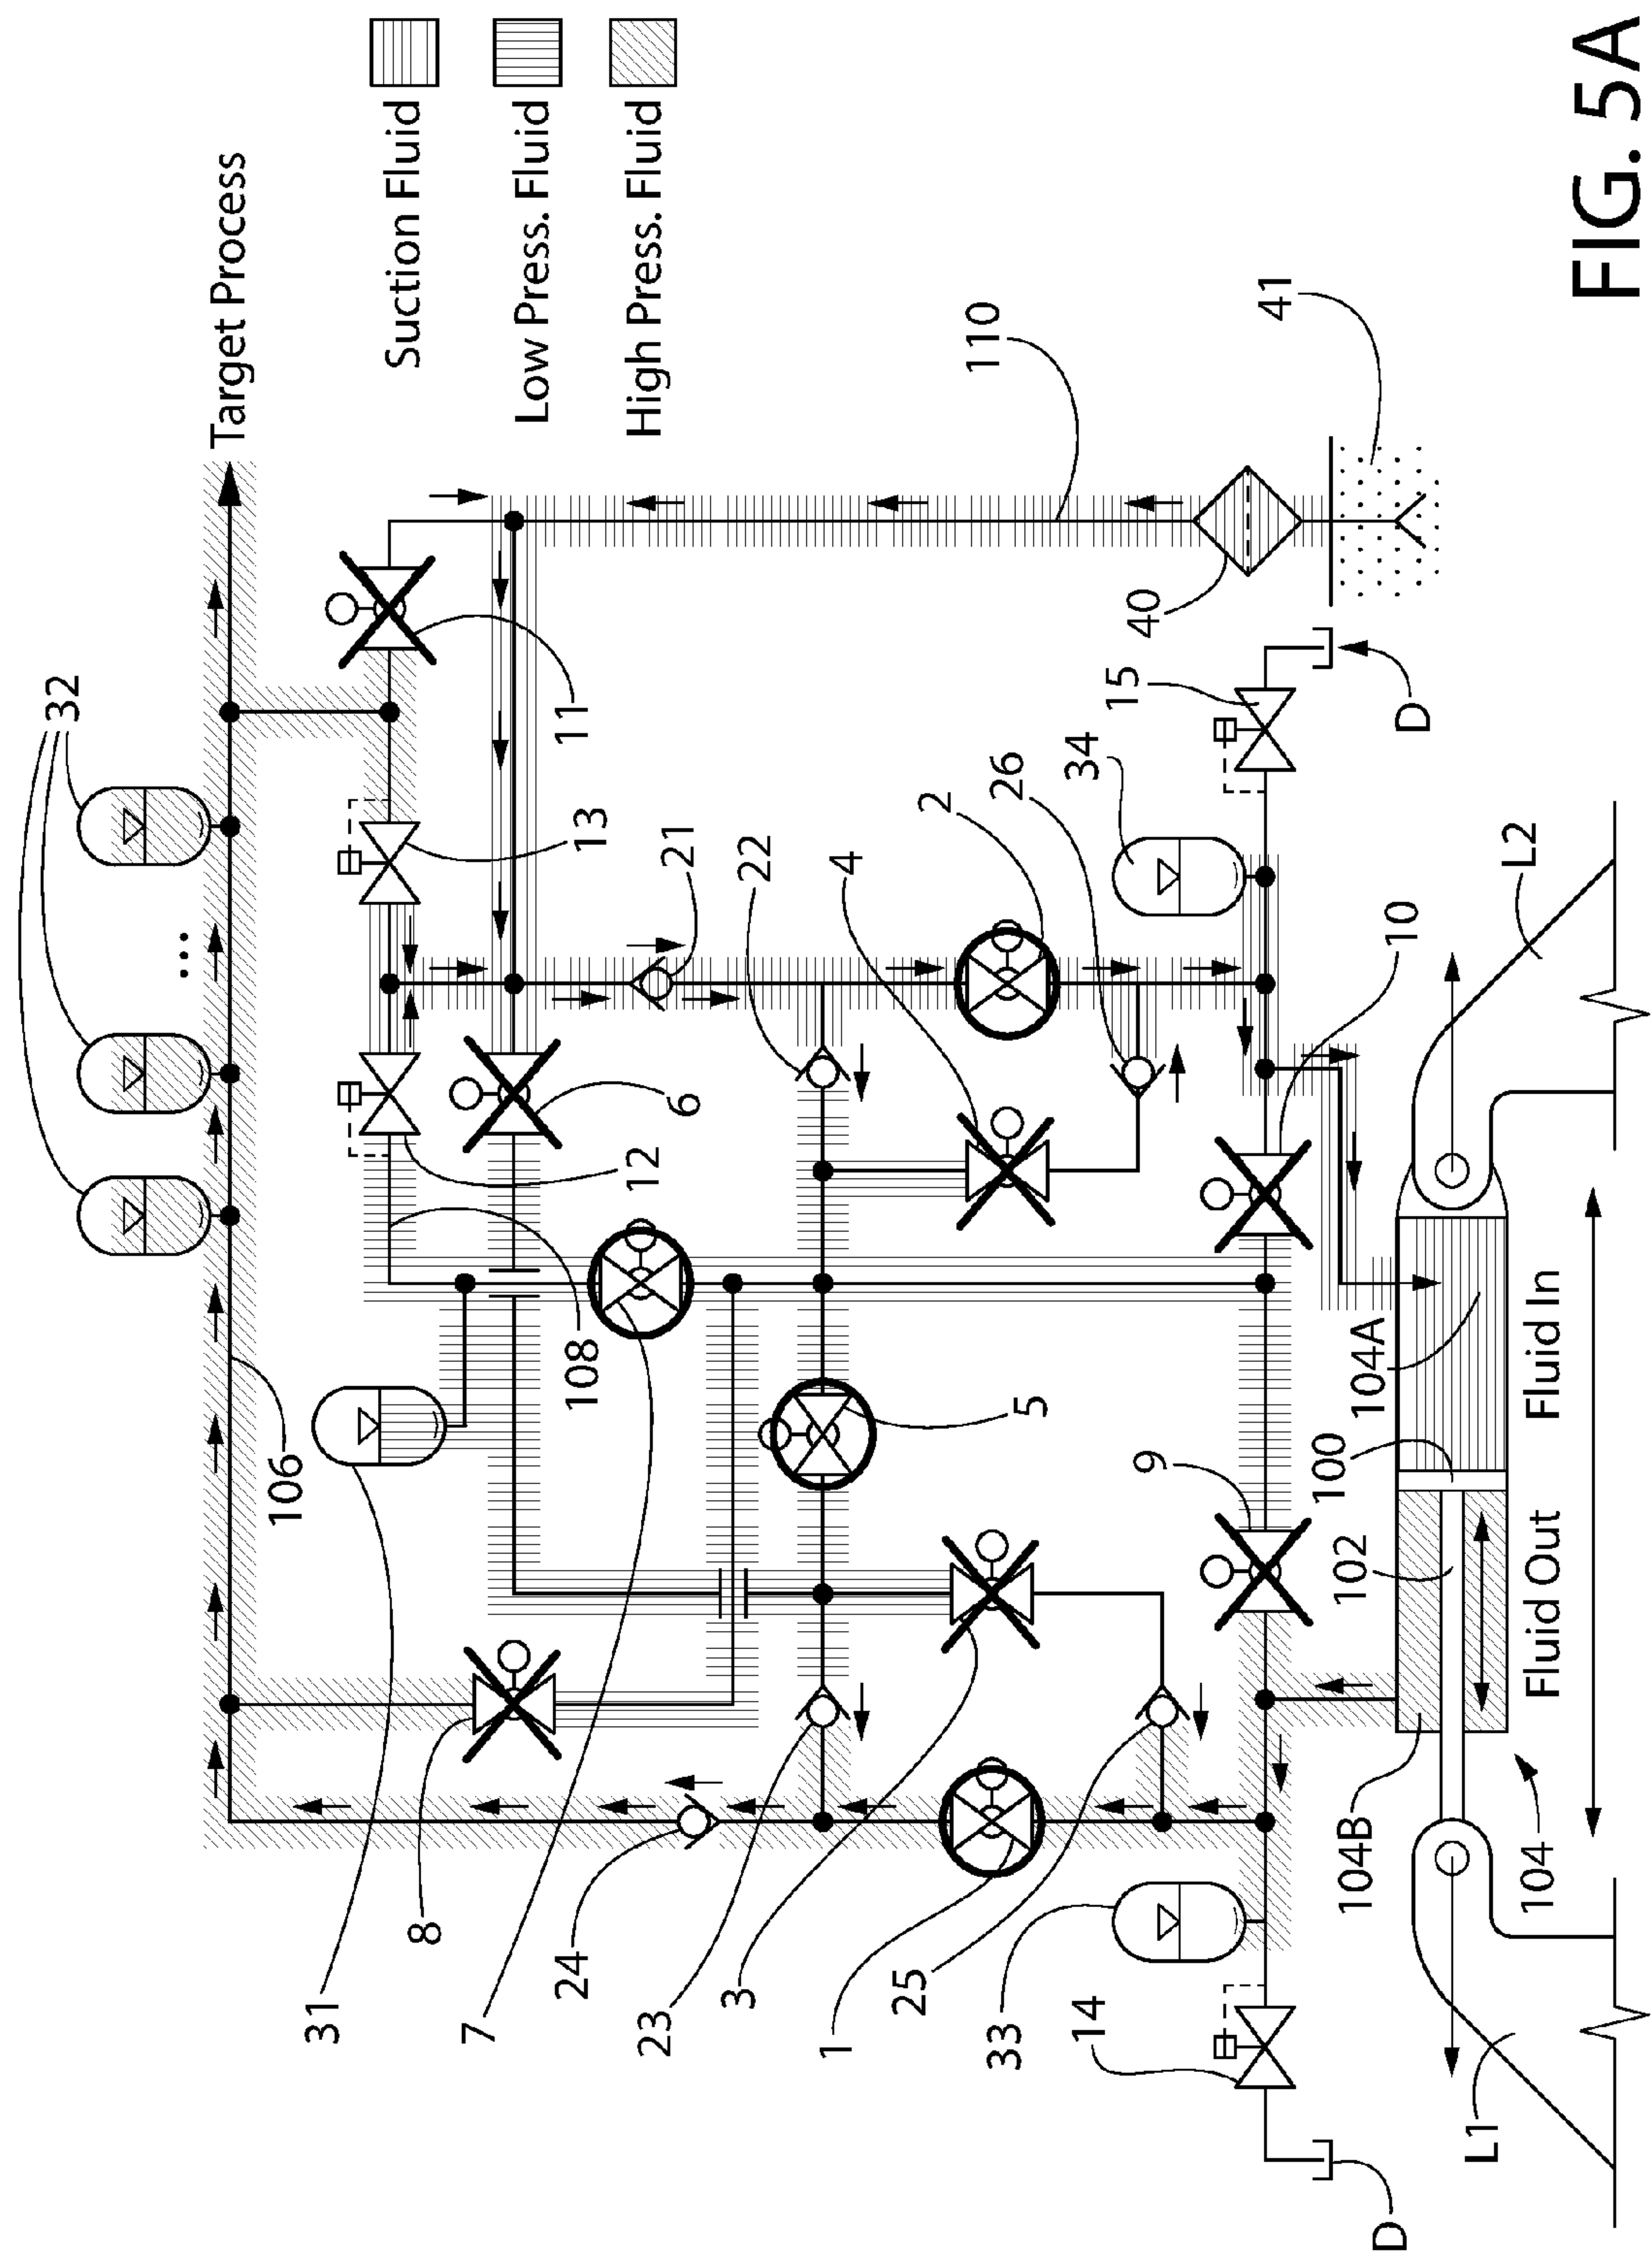 32
Target Process
Suction Fluid
Low Press. Fluid
High Press. Fluid
106
31
108
12
13
11
8
7
6
21
24
22
23
5
4
2
110
3
26
1
25
34
15
40
41
33
9
10
14
D
D
100
104A
102
104B
104
Fluid Out
Fluid In
L1
L2
FIG. 5A
...